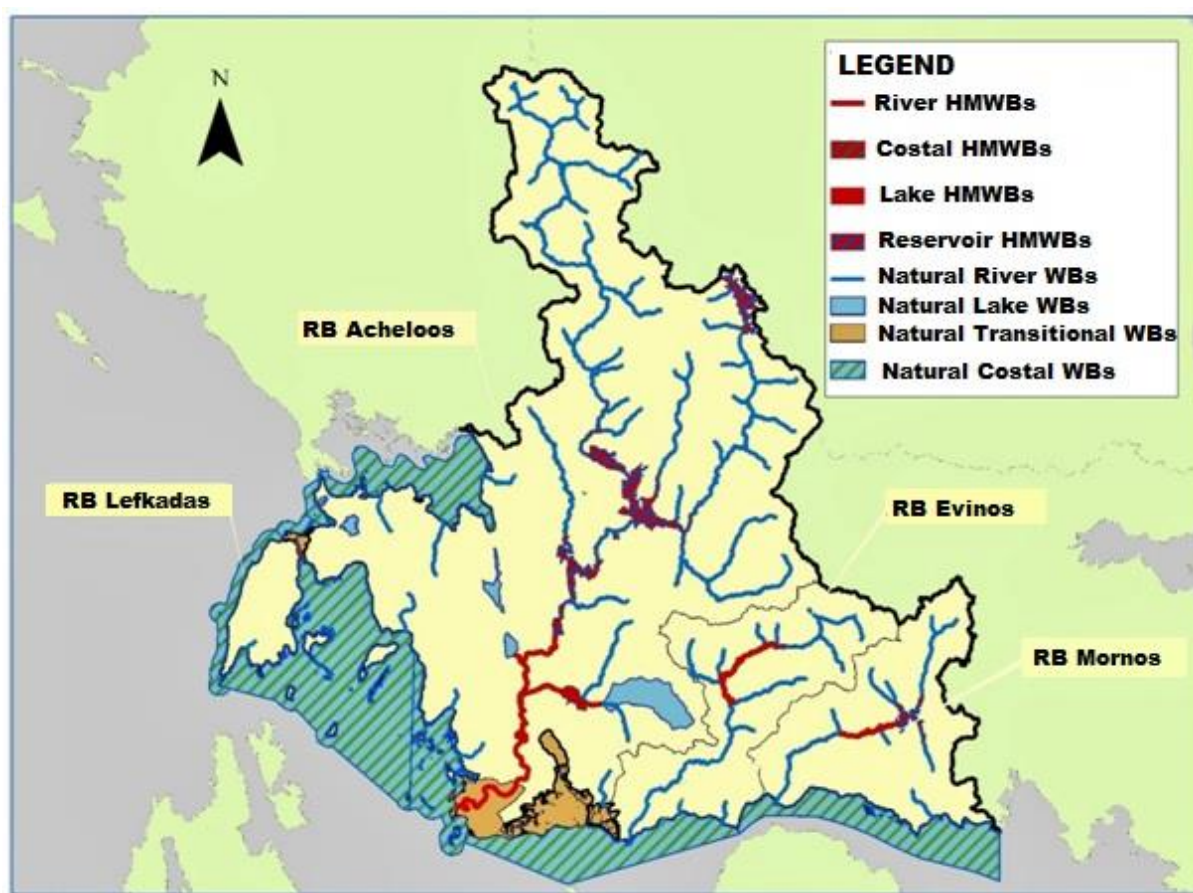 N
LEGEND
River HMWBs
Costal HMWBs
Lake HMWBs
Reservoir HMWBs
Natural River WBs
Natural Lake WBs
Natural Transitional WBs
Natural Costal WBs
RB Acheloos
RB Lefkadas
RB Evinos
RB Mornos